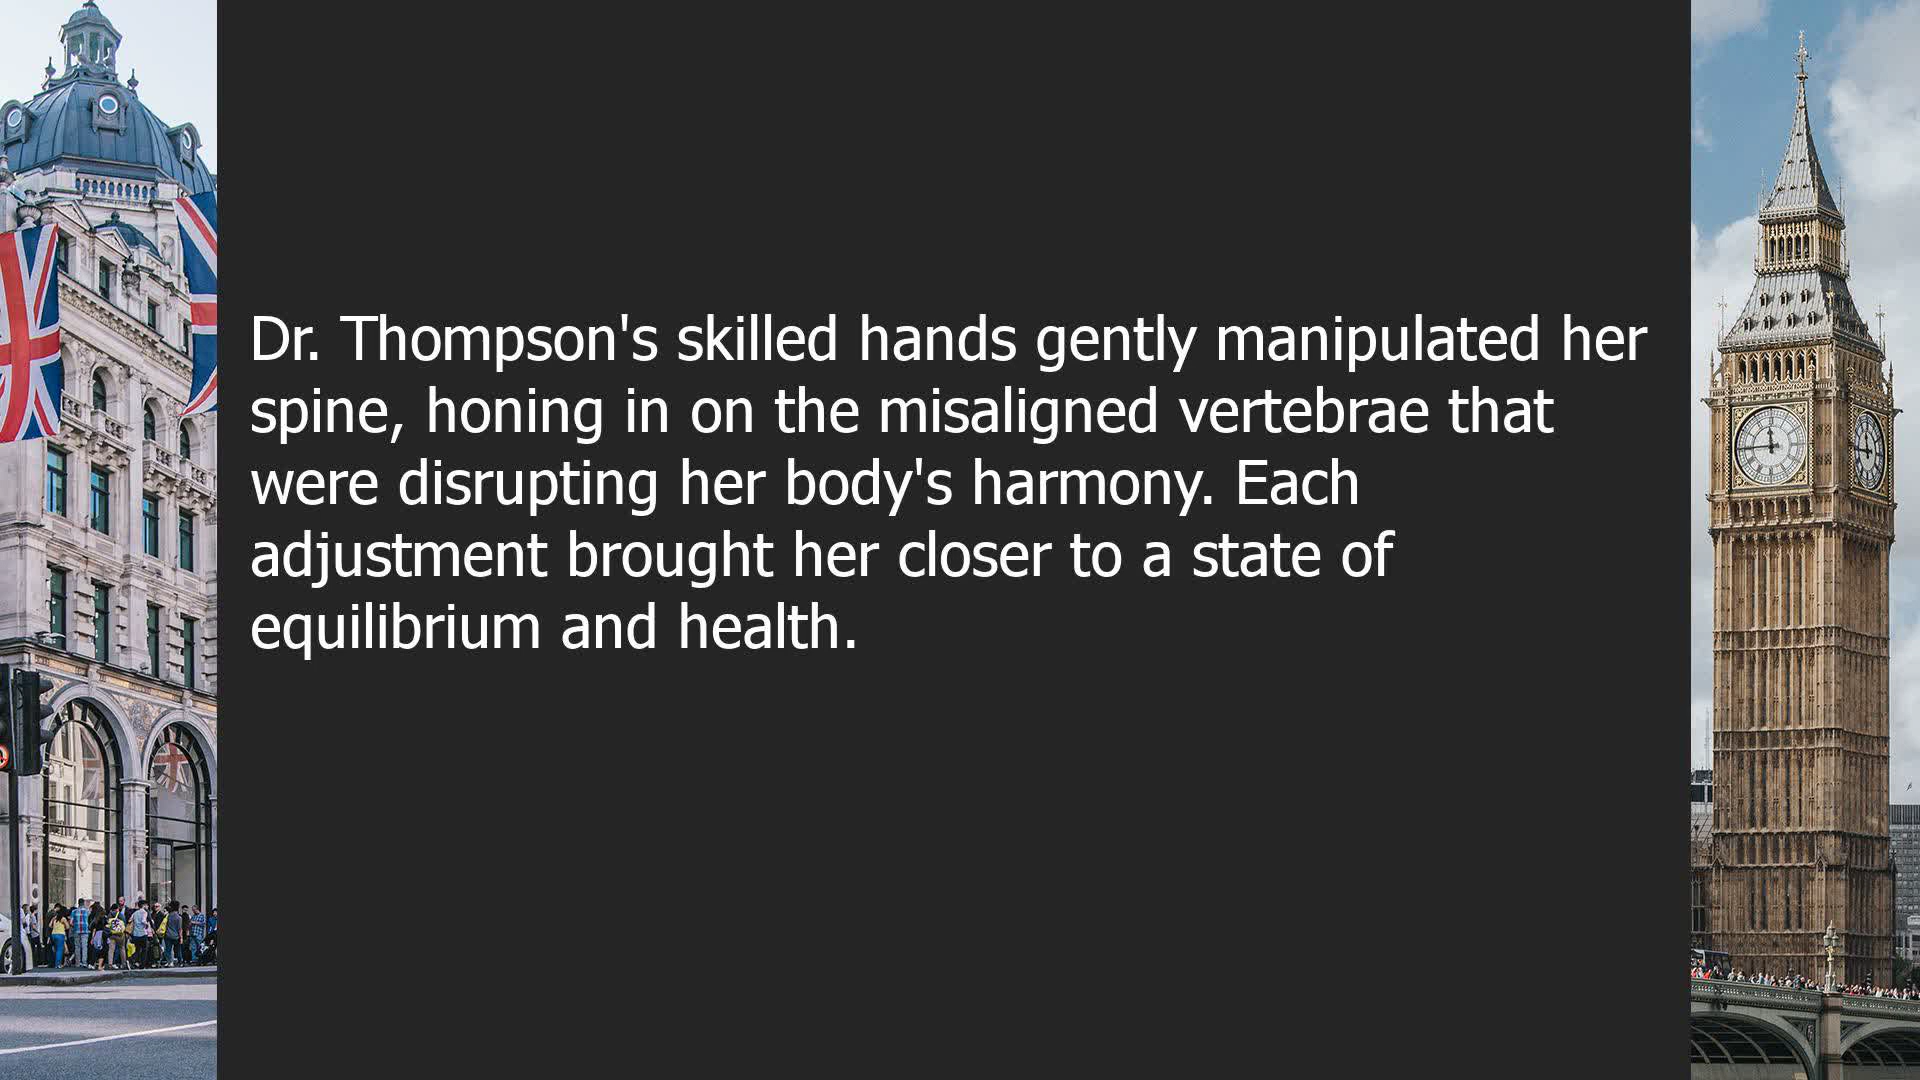 Dr. Thompson's skilled hands gently manipulated her
spine, honing in on the misaligned vertebrae that
were disrupting her body's harmony. Each
adjustment brought her closer to a state of
equilibrium and health.